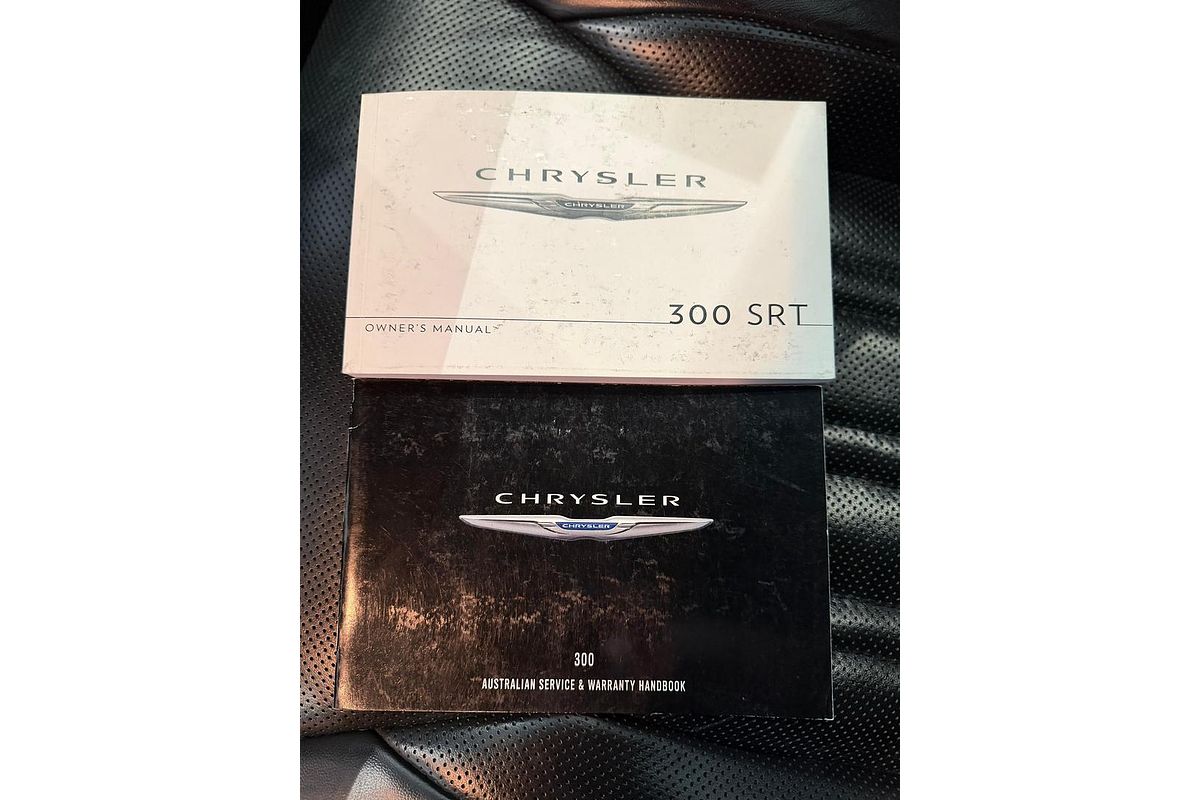 CHRYSLER
CHRYSLER
300 SRT
OWNER'S MANUAL
CHRYSLER
CHRYSLER
300
AUSTRALIAN SERVICE & WARRANTY HANDBOOK